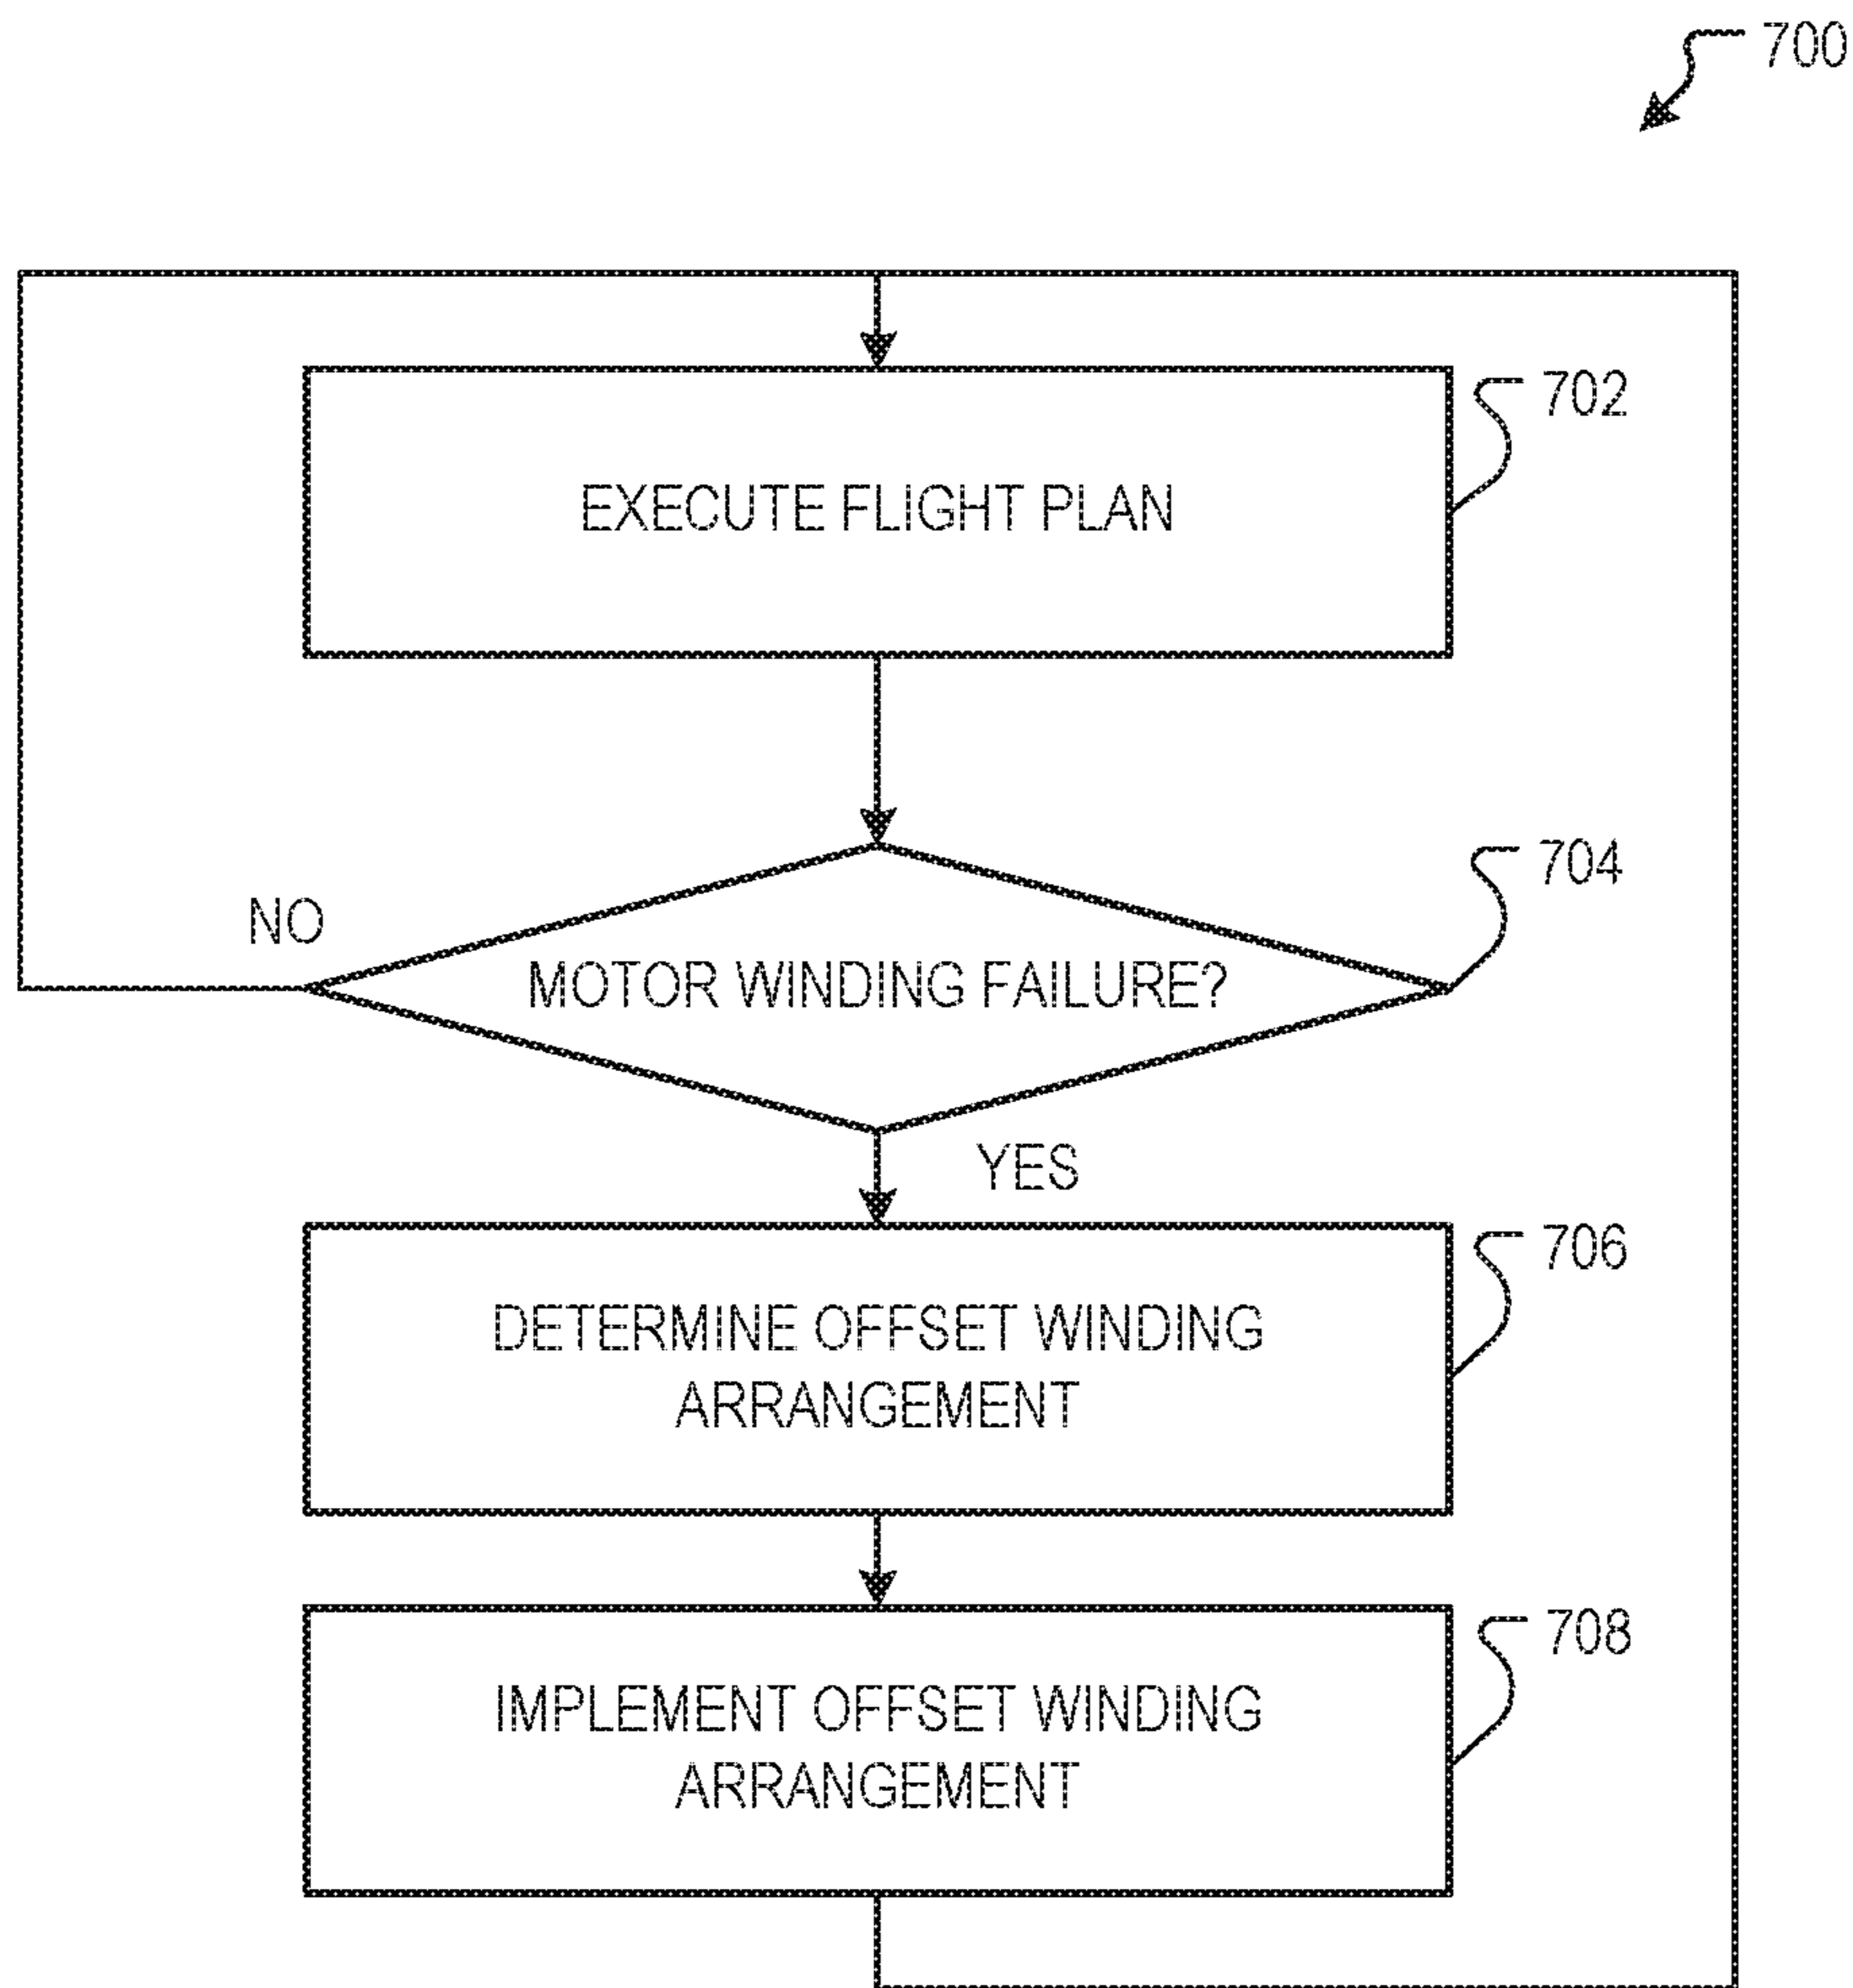 700
EXECUTE FLIGHT PLAN
702
MOTOR WINDING FAILURE?
704
NO
YES
DETERMINE OFFSET WINDING
ARRANGEMENT
706
IMPLEMENT OFFSET WINDING
ARRANGEMENT
708